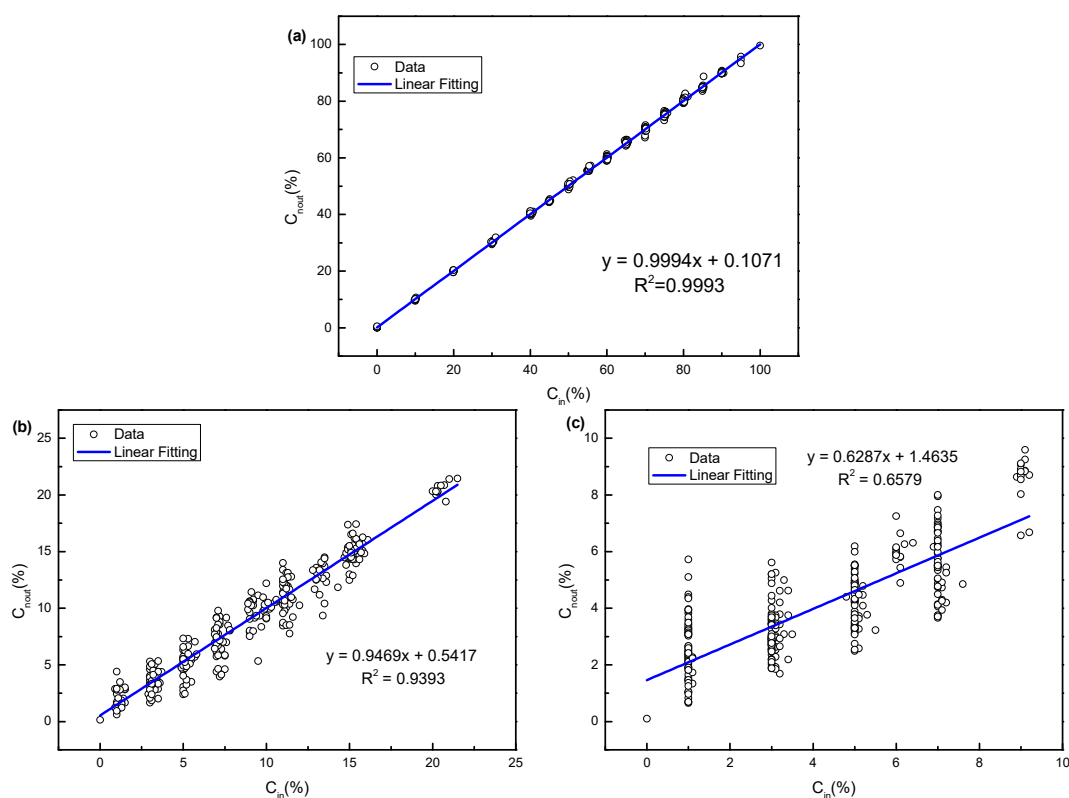 (a)
Data
Linear Fitting
100
80
60
40
20
0
C_nout(%)
y = 0.9994x + 0.1071
R²=0.9993
0 20 40 60 80 100
C_in(%)
(b)
Data
Linear Fitting
25
20
15
10
5
0
C_nout(%)
y = 0.9469x + 0.5417
R² = 0.9393
0 5 10 15 20 25
C_in(%)
(c)
Data
Linear Fitting
10
8
6
4
2
0
C_nout(%)
y = 0.6287x + 1.4635
R² = 0.6579
0 2 4 6 8 10
C_in(%)